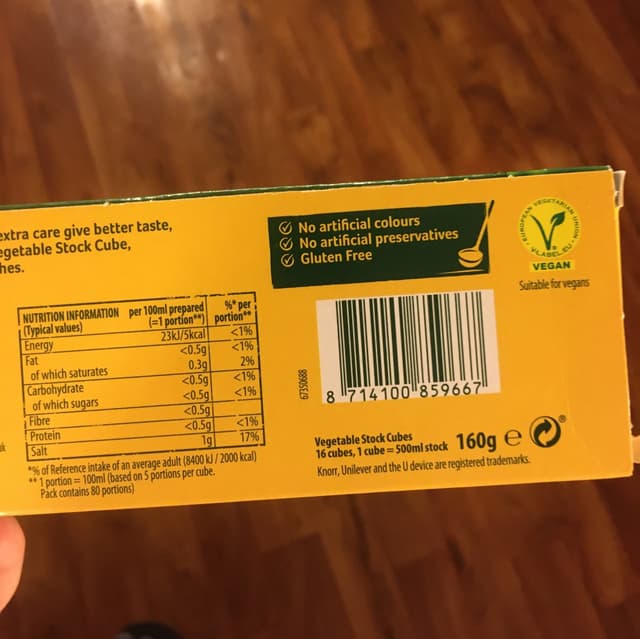 extra care give better taste,
egetable Stock Cube,
hes.
No artificial colours
No artificial preservatives
Gluten Free
EUROPEAN VEGETARIAN UNION
V-LABEL.EU
VEGAN
Suitable for vegans
NUTRITION INFORMATION per 100ml prepared %* per
(Typical values) (=1 portion**) portion**
Energy 23kJ/5kcal <1%
Fat <0.5g <1%
of which saturates 0.3g 2%
Carbohydrate <0.5g <1%
of which sugars <0.5g <1%
Fibre <0.5g
Protein <0.5g <1%
Salt 1g 17%
*% of Reference intake of an average adult (8400 kJ / 2000 kcal)
** 1 portion = 100ml (based on 5 portions per cube.
Pack contains 80 portions)
uk
67350688
8 714100 859667
Vegetable Stock Cubes
16 cubes, 1 cube = 500ml stock 160g e
Knorr, Unilever and the U device are registered trademarks.